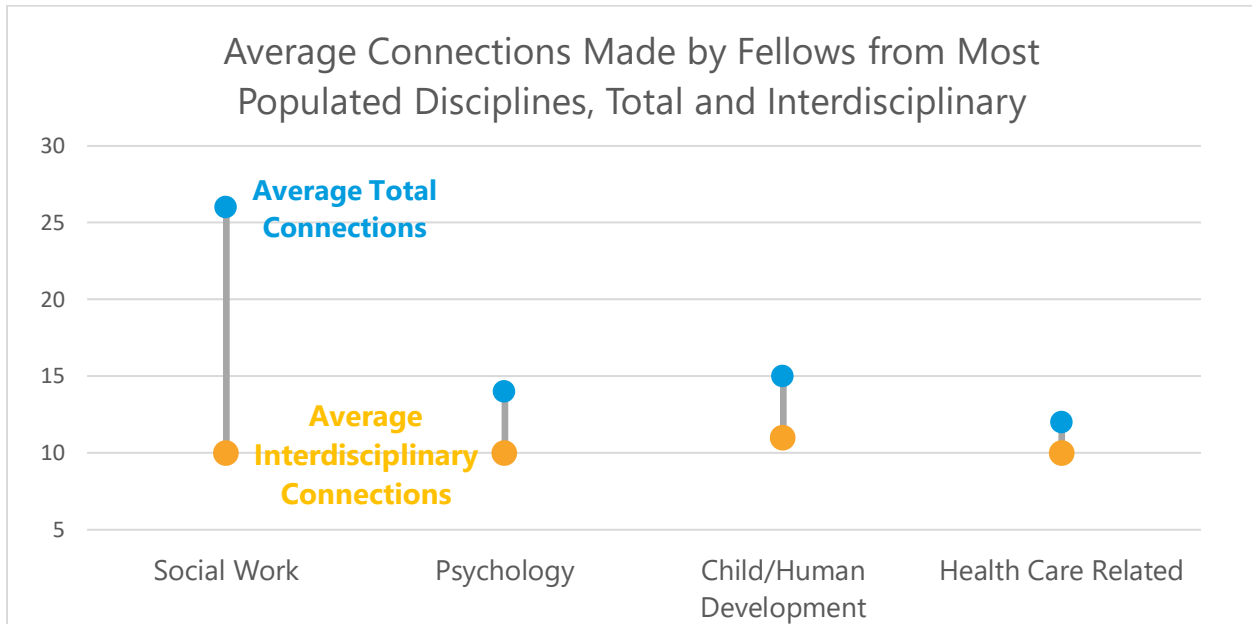 Average Connections Made by Fellows from Most
Populated Disciplines, Total and Interdisciplinary
30
25
20
15
10
5
Average Total
Connections
Average
Interdisciplinary
Connections
Social Work
Psychology
Child/Human
Development
Health Care Related